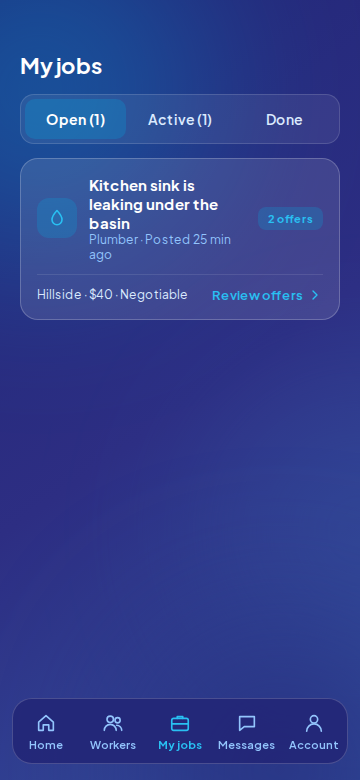 My jobs
Open (1)
Active (1)
Done
Kitchen sink is
leaking under the
basin
Plumber · Posted 25 min
ago
2 offers
Hillside · $40 · Negotiable
Review offers
Home
Workers
My jobs
Messages
Account